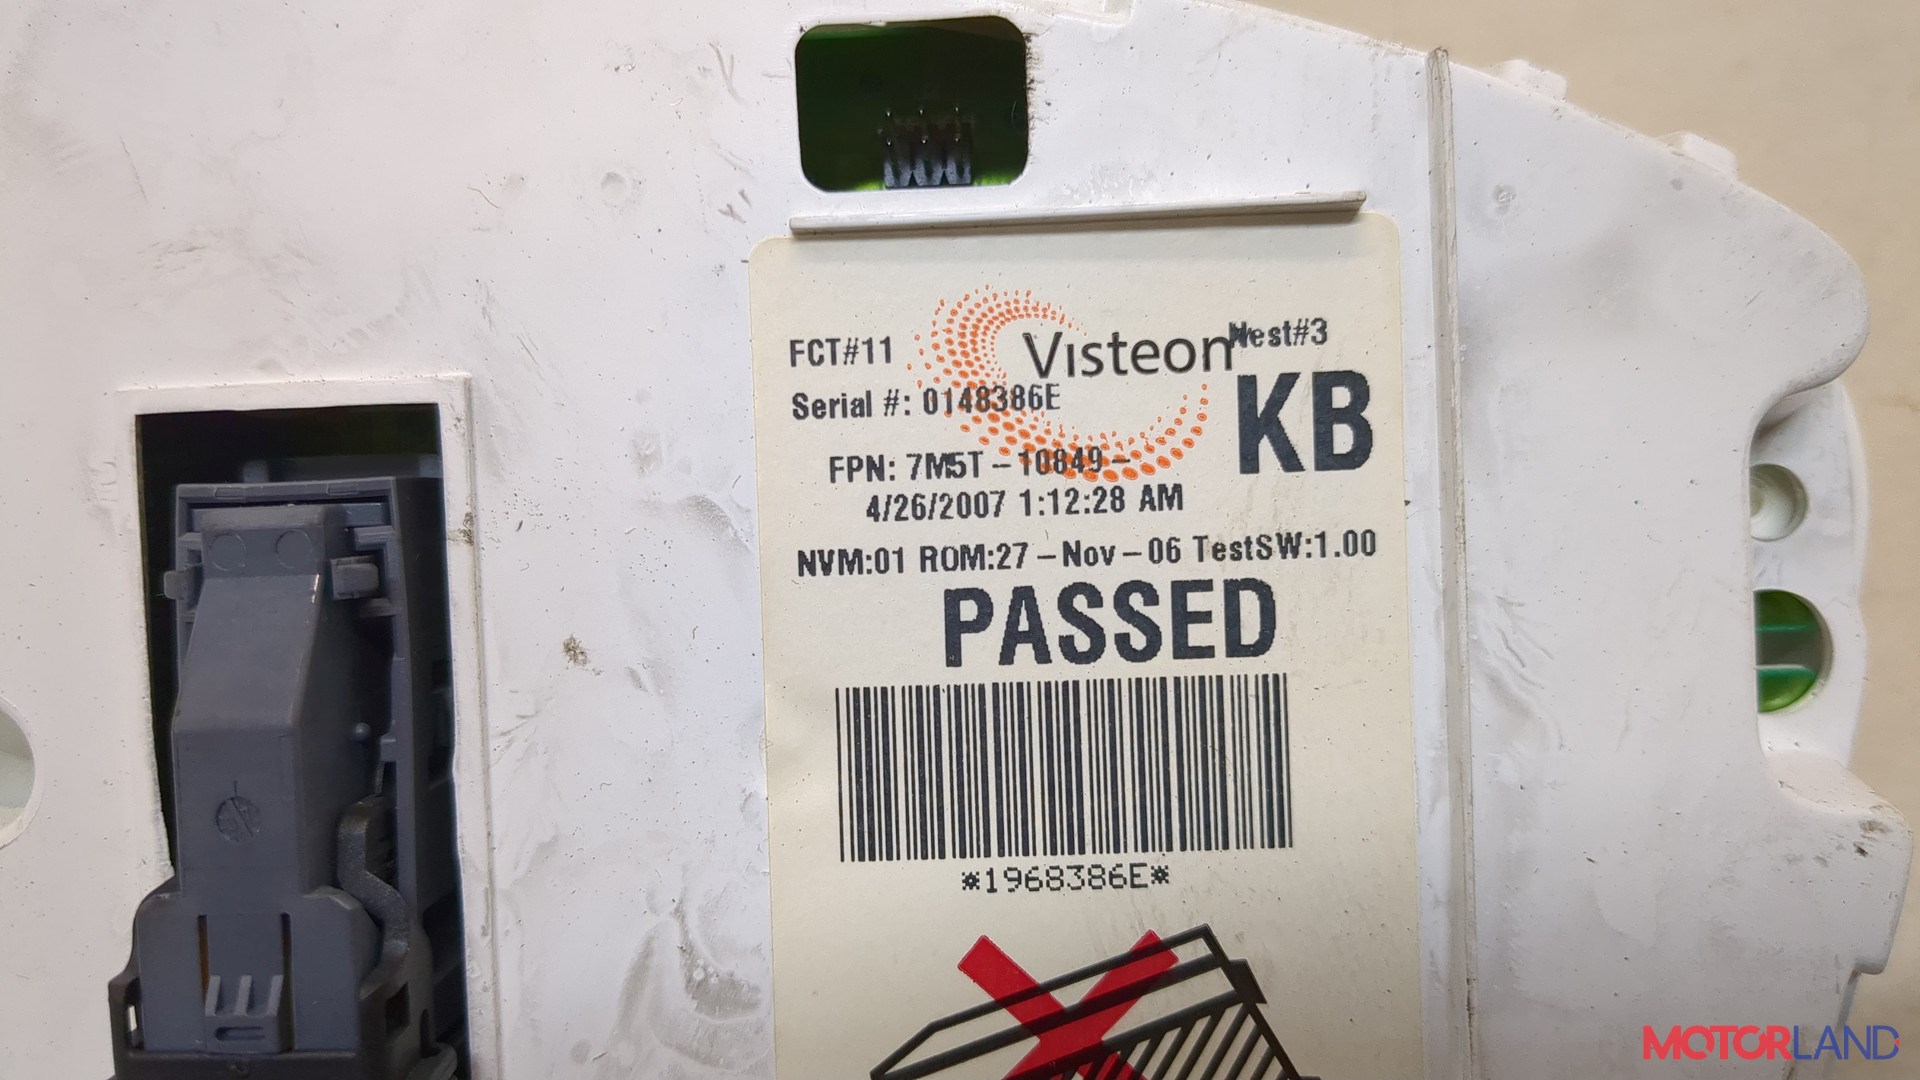 FCT#11 Visteon Nest#3
Serial #: 0148386E KB
FPN: 7M5T-10849-
4/26/2007 1:12:28 AM
NVM:01 ROM:27-Nov-06 TestSW:1.00
PASSED
*1968386E*
MOTORLAND